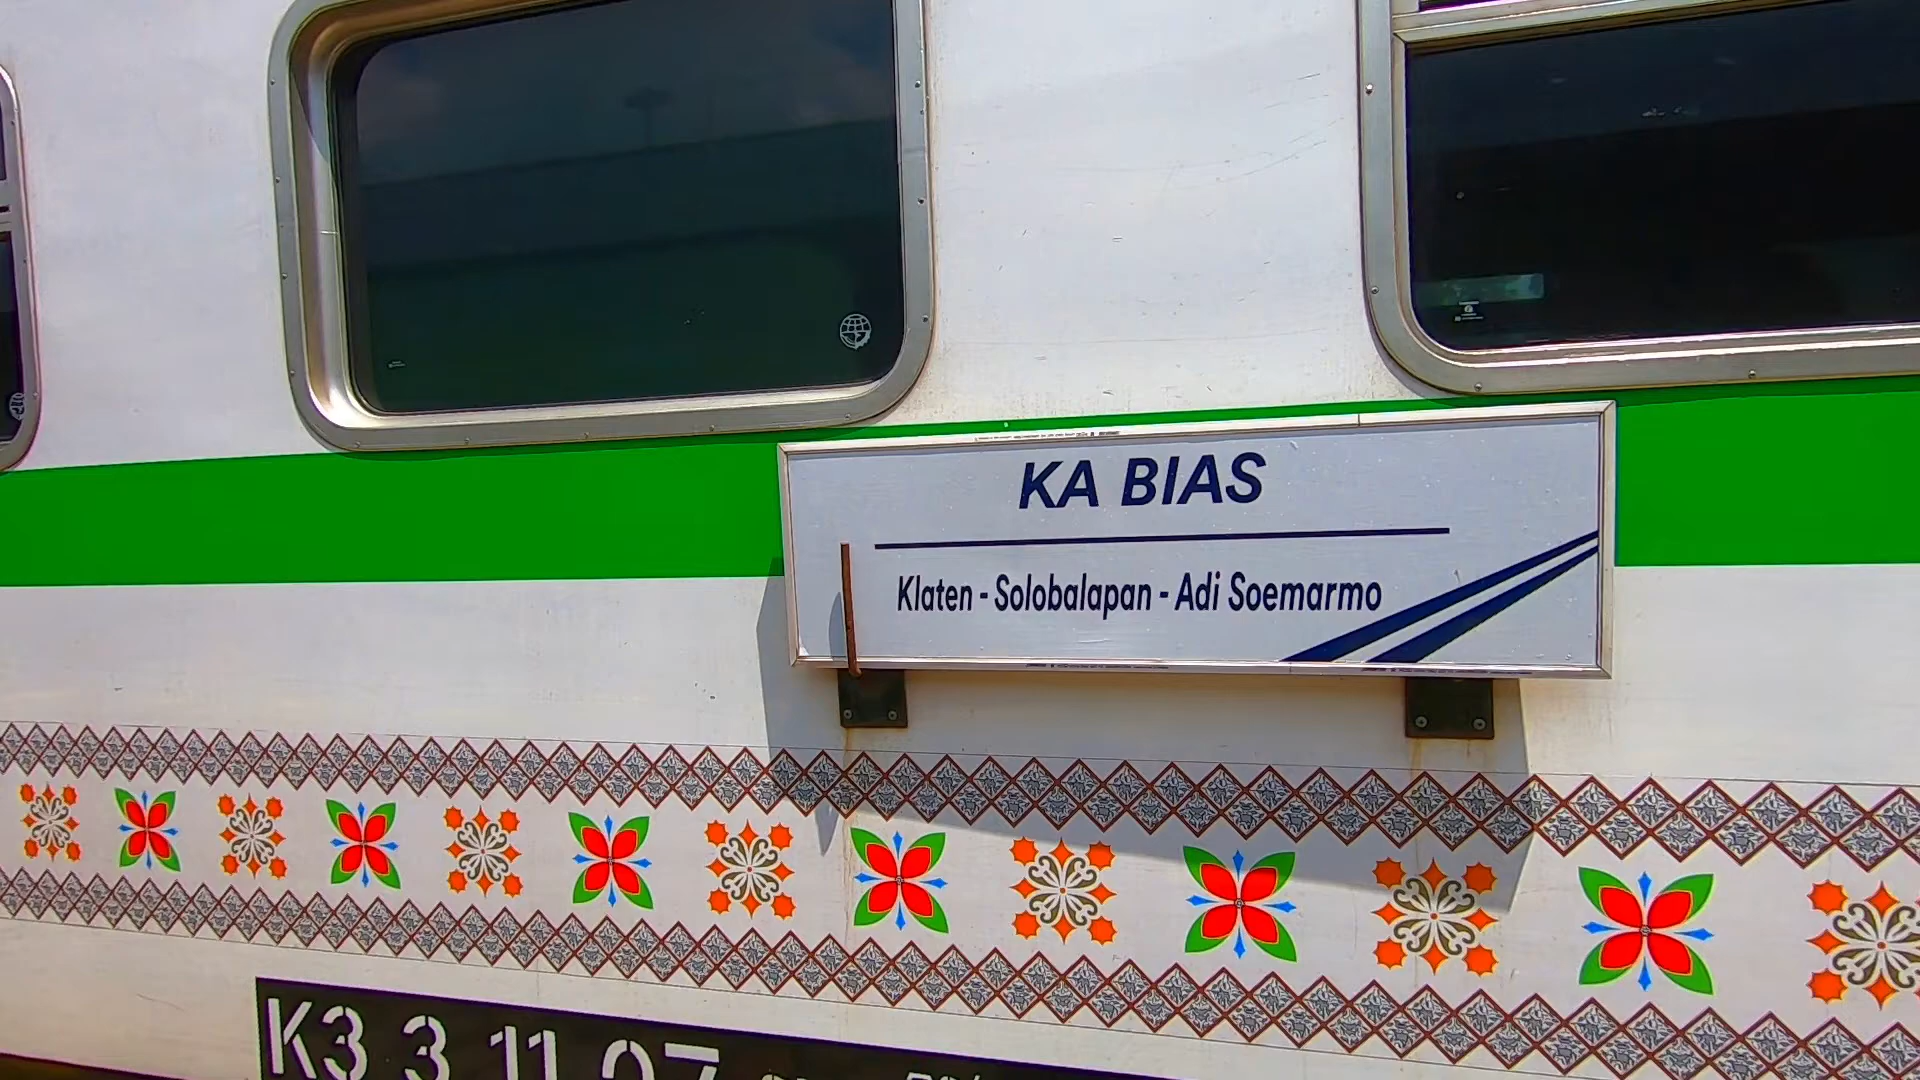 KA BIAS
Klaten - Solobalapan - Adi Soemarmo
K3 3 11 07